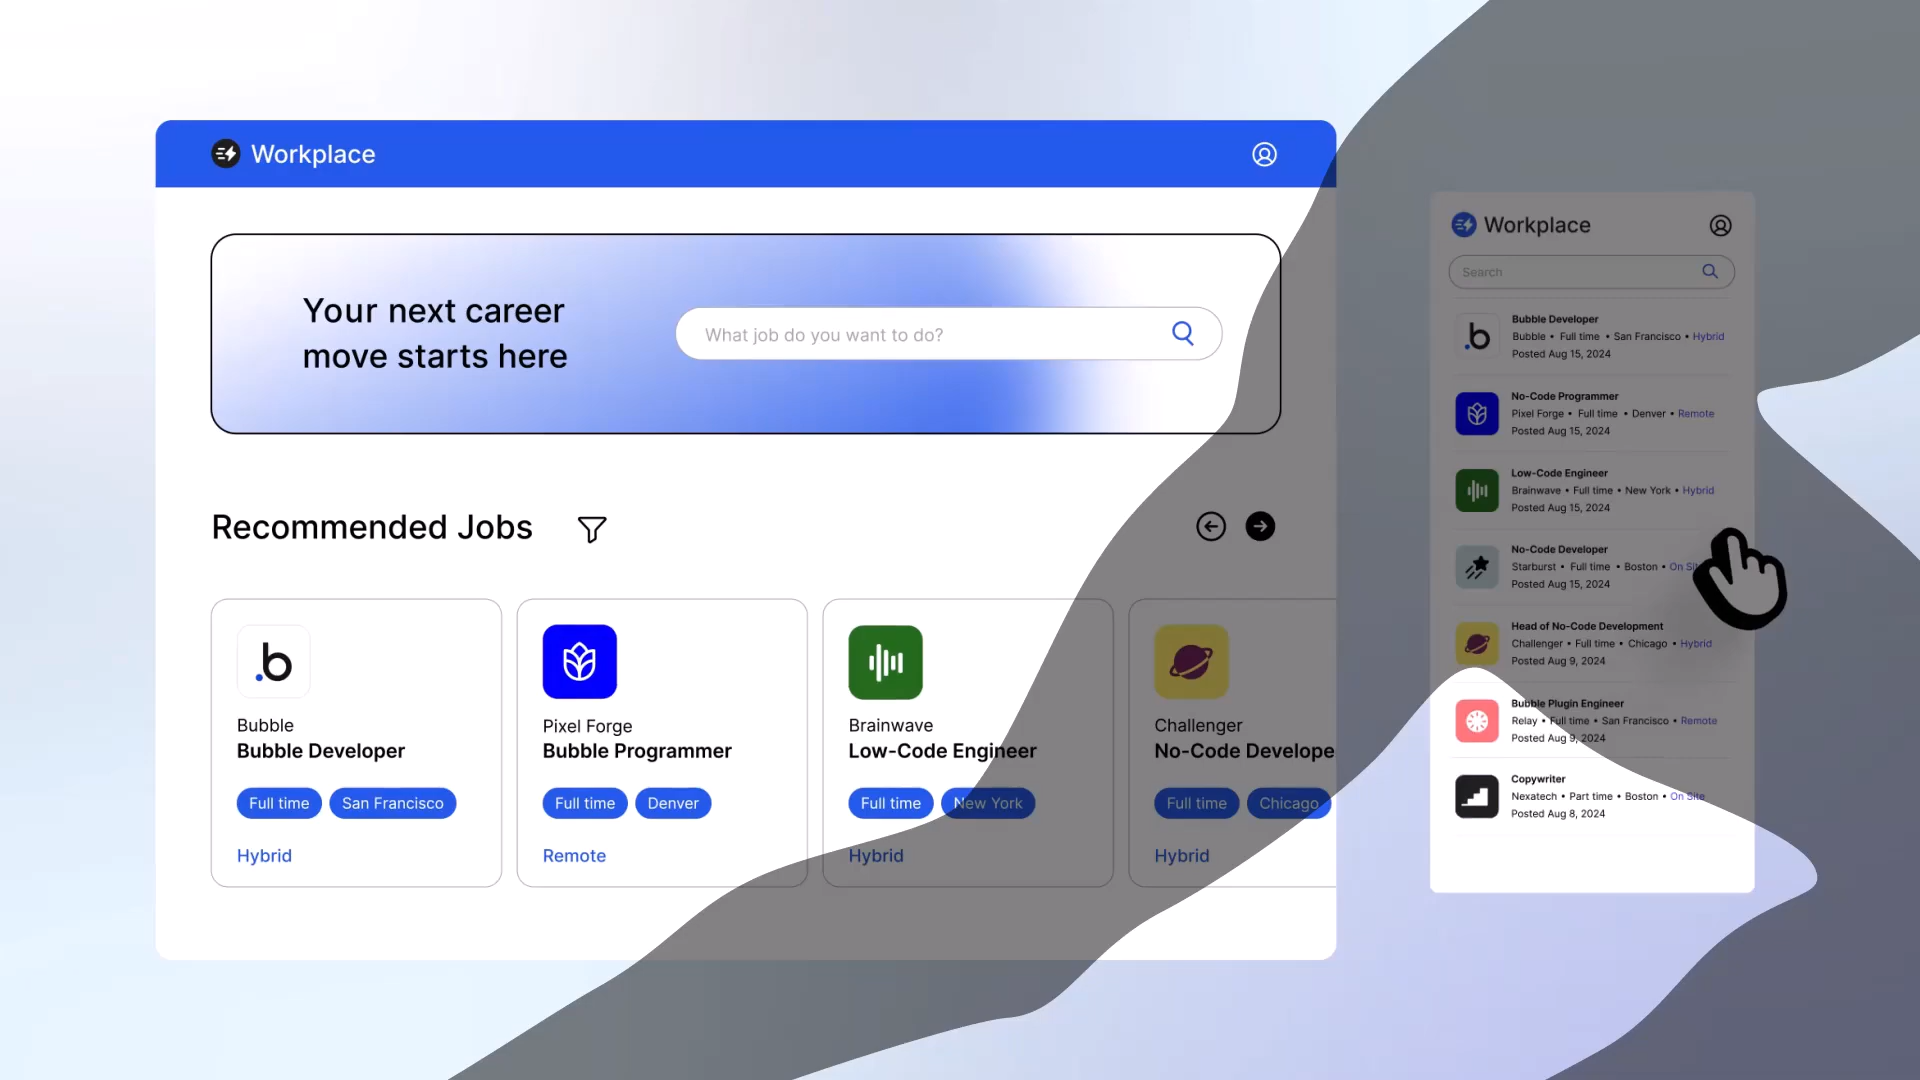 Workplace
Your next career
move starts here
What job do you want to do?
Recommended Jobs
Bubble
Bubble Developer
Full time
San Francisco
Hybrid
Pixel Forge
Bubble Programmer
Full time
Denver
Remote
Brainwave
Low-Code Engineer
Full time
New York
Hybrid
Challenger
No-Code Develope
Full time
Chicago
Hybrid
Workplace
Search
Bubble Developer
Bubble • Full time • San Francisco • Hybrid
Posted Aug 15, 2024
No-Code Programmer
Pixel Forge • Full time • Denver • Remote
Posted Aug 15, 2024
Low-Code Engineer
Brainwave • Full time • New York • Hybrid
Posted Aug 15, 2024
No-Code Developer
Starburst • Full time • Boston • On Si
Posted Aug 15, 2024
Head of No-Code Development
Challenger • Full time • Chicago • Hybrid
Posted Aug 9, 2024
Bubble Plugin Engineer
Relay • Full time • San Francisco • Remote
Posted Aug 9, 2024
Copywriter
Nexatech • Part time • Boston • On Site
Posted Aug 8, 2024